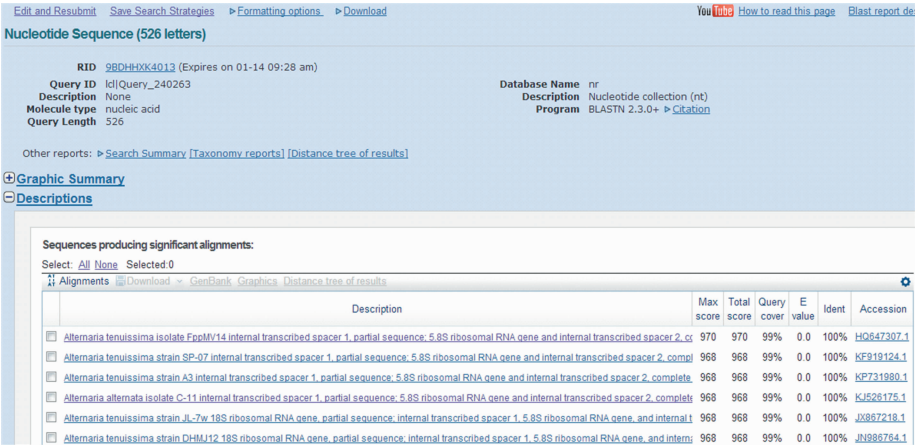 Edit and Resubmit Save Search Strategies Formatting options Download You Tube How to read this page Blast report des
Nucleotide Sequence (526 letters)
RID 9BDHHXK4013 (Expires on 01-14 09:28 am)
Query ID lcl|Query_240263 Database Name nr
Description None Description Nucleotide collection (nt)
Molecule type nucleic acid Program BLASTN 2.3.0+ Citation
Query Length 526
Other reports: Search Summary [Taxonomy reports] [Distance tree of results]
Graphic Summary
Descriptions
Sequences producing significant alignments:
Select: All None Selected:0
Alignments Download GenBank Graphics Distance tree of results
Description Max score Total score Query cover E value Ident Accession
Alternaria tenuissima isolate FppMV14 internal transcribed spacer 1, partial sequence; 5.8S ribosomal RNA gene and internal transcribed spacer 2, co 970 970 99% 0.0 100% HQ647307.1
Alternaria tenuissima strain SP-07 internal transcribed spacer 1, partial sequence; 5.8S ribosomal RNA gene and internal transcribed spacer 2, compl 968 968 99% 0.0 100% KF919124.1
Alternaria tenuissima strain A3 internal transcribed spacer 1, partial sequence; 5.8S ribosomal RNA gene and internal transcribed spacer 2, complete 968 968 99% 0.0 100% KP731980.1
Alternaria alternata isolate C-11 internal transcribed spacer 1, partial sequence; 5.8S ribosomal RNA gene and internal transcribed spacer 2, complete 968 968 99% 0.0 100% KJ526175.1
Alternaria tenuissima strain JL-7w 18S ribosomal RNA gene, partial sequence; internal transcribed spacer 1, 5.8S ribosomal RNA gene, and internal t 968 968 99% 0.0 100% JX867218.1
Alternaria tenuissima strain DHMJ12 18S ribosomal RNA gene, partial sequence; internal transcribed spacer 1, 5.8S ribosomal RNA gene, and interna 968 968 99% 0.0 100% JN986764.1